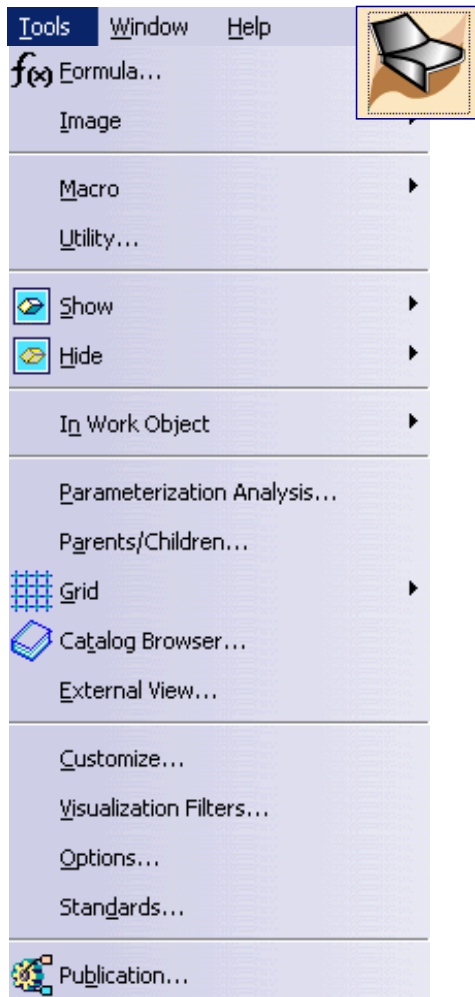 Tools Window Help
f(x) Formula...
Image
Macro
Utility...
Show
Hide
In Work Object
Parameterization Analysis...
Parents/Children...
Grid
Catalog Browser...
External View...
Customize...
Visualization Filters...
Options...
Standards...
Publication...